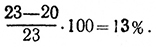 23—20
23 · 100 = 13%.